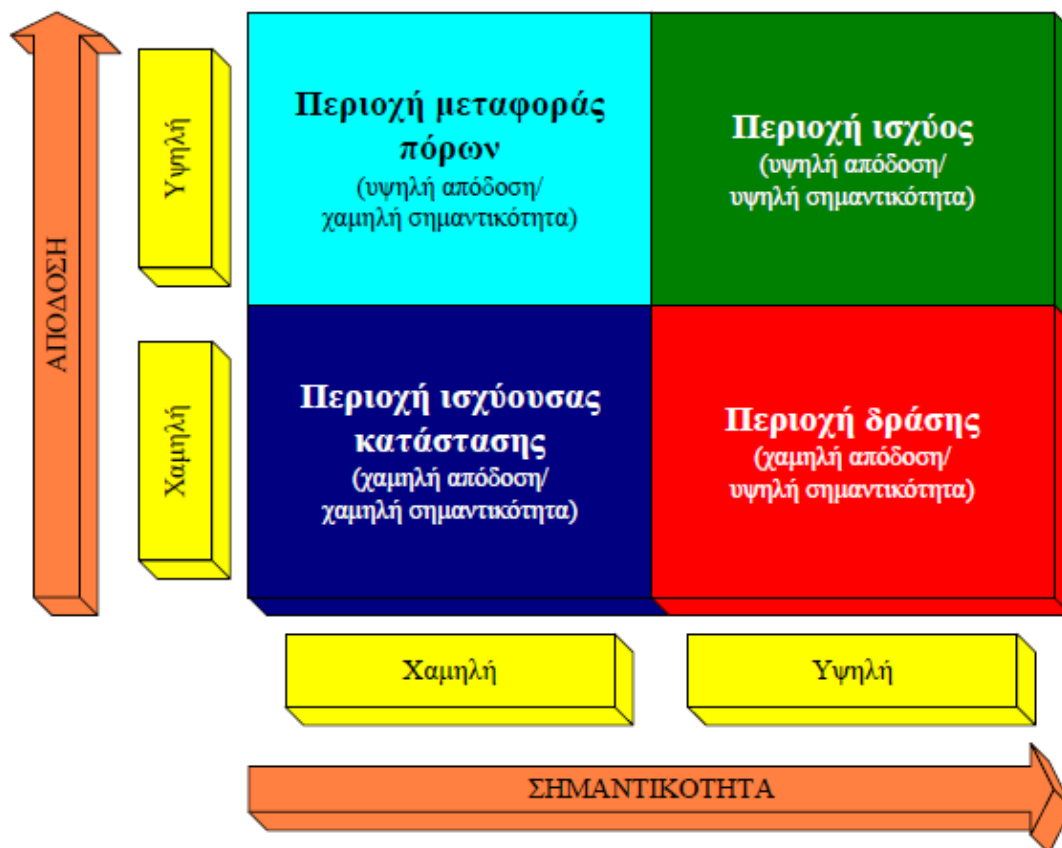 ΑΠΟΔΟΣΗ
Υψηλή
Χαμηλή
Περιοχή μεταφοράς
πόρων
(υψηλή απόδοση/
χαμηλή σημαντικότητα)
Περιοχή ισχύος
(υψηλή απόδοση/
υψηλή σημαντικότητα)
Περιοχή ισχύουσας
κατάστασης
(χαμηλή απόδοση/
χαμηλή σημαντικότητα)
Περιοχή δράσης
(χαμηλή απόδοση/
υψηλή σημαντικότητα)
Χαμηλή
Υψηλή
ΣΗΜΑΝΤΙΚΟΤΗΤΑ